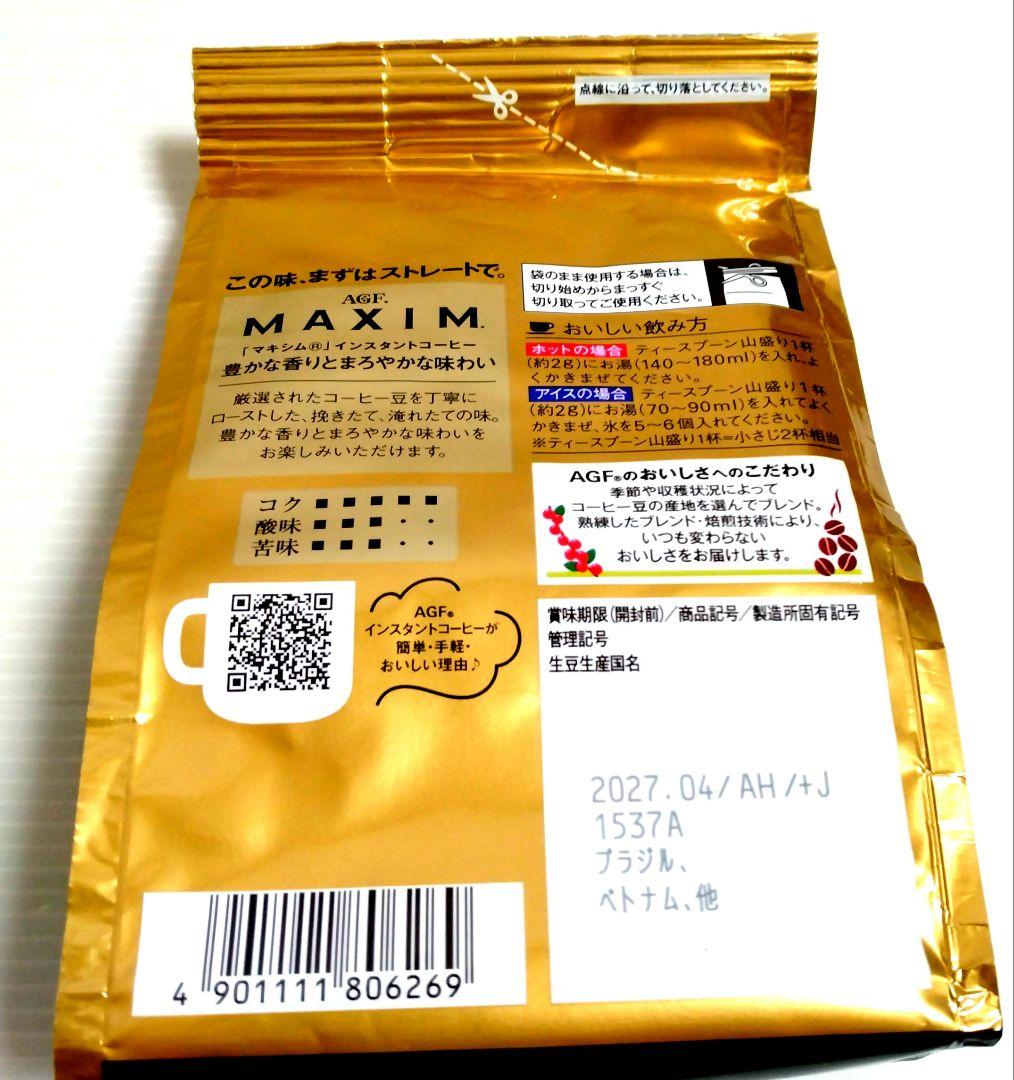 点線に沿って、切り落としてください。
この味、まずはストレートで。
AGF®
MAXIM®
「マキシム®」インスタントコーヒー
豊かな香りとまろやかな味わい
厳選されたコーヒー豆を丁寧に
ローストした、挽きたて、淹れたての味。
豊かな香りとまろやかな味わいを
お楽しみいただけます。
コク ■ ■ ■ ■ ■
酸味 ■ ■ ■ ・ ・
苦味 ■ ■ ■ ・ ・
AGF®
インスタントコーヒーが
簡単・手軽・
おいしい理由♪
4 901111 806269
袋のまま使用する場合は、
切り始めからまっすぐ
切り取ってご使用ください。
おいしい飲み方
ホットの場合 ティースプーン山盛り1杯
(約2g)にお湯(140～180ml)を入れ、よ
くかきまぜてください。
アイスの場合 ティースプーン山盛り1杯
(約2g)にお湯(70～90ml)を入れてよく
かきまぜ、氷を5～6個入れてください。
※ティースプーン山盛り1杯=小さじ2杯相当
AGF®のおいしさへのこだわり
季節や収穫状況によって
コーヒー豆の産地を選んでブレンド。
熟練したブレンド・焙煎技術により、
いつも変わらない
おいしさをお届けします。
賞味期限(開封前)/商品記号/製造所固有記号
管理記号
生豆生産国名
2027.04/AH/+J
1537A
ブラジル、
ベトナム、他